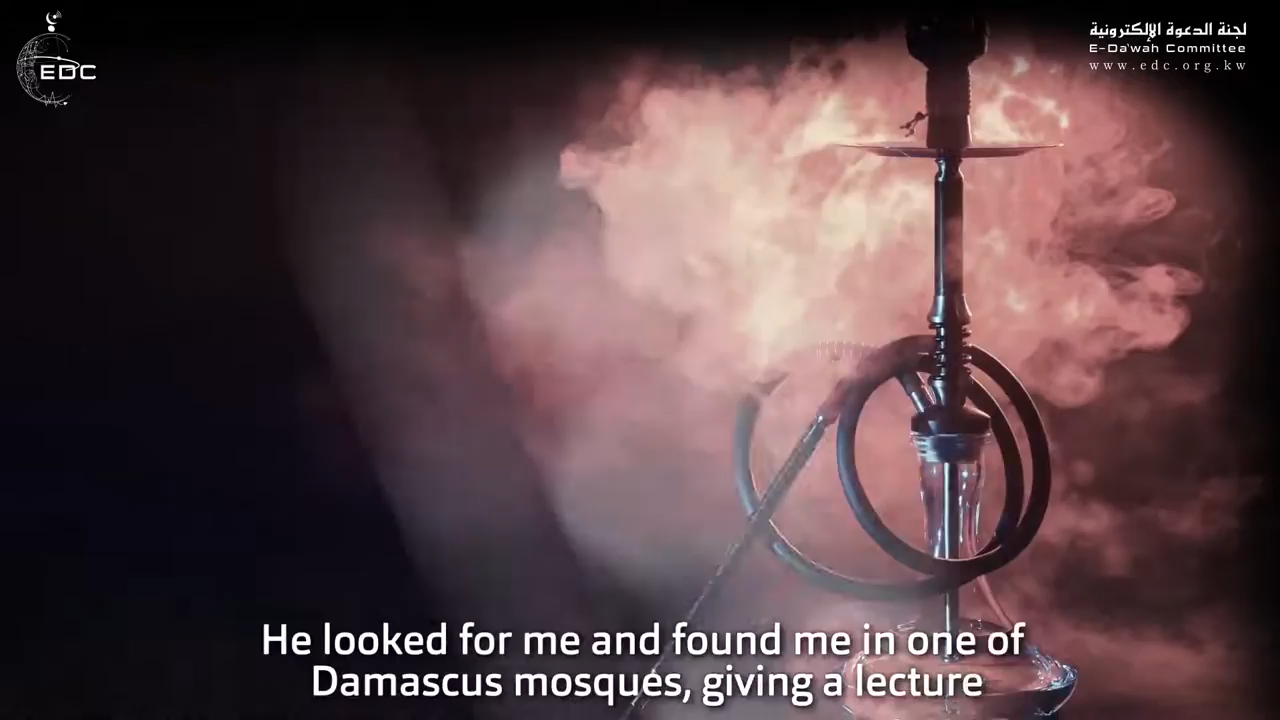 EDC
لجنة الدعوة الإلكترونية
E-Da'wah Committee
www.edc.org.kw
He looked for me and found me in one of
Damascus mosques, giving a lecture